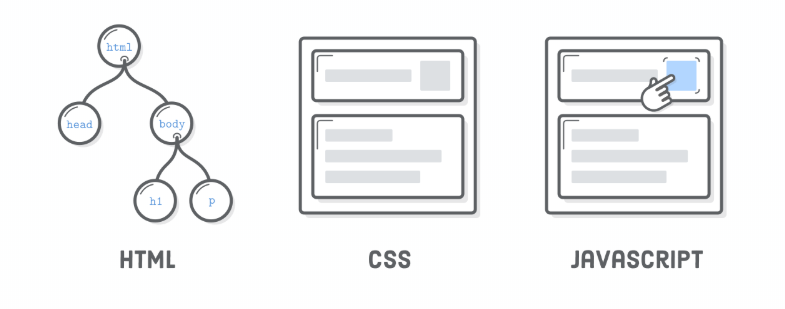 html
head
body
h1
p
HTML
CSS
JAVASCRIPT